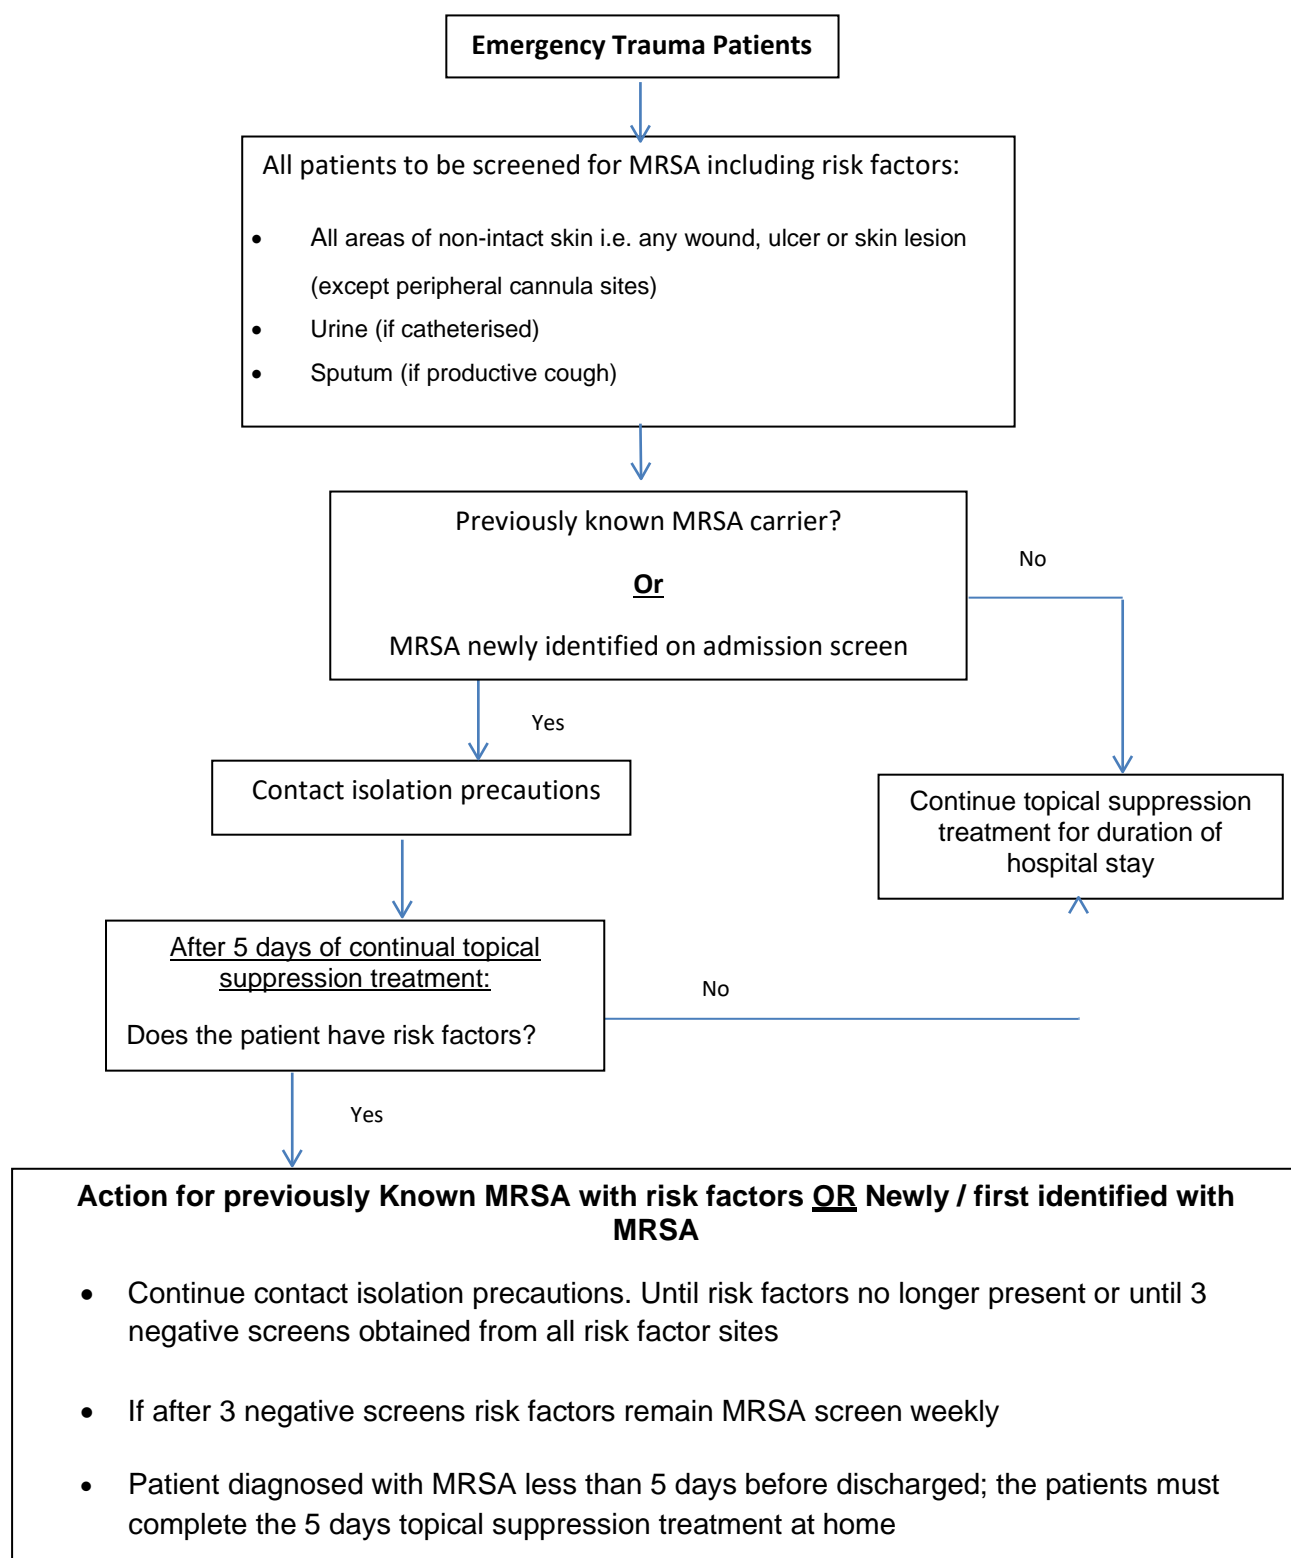 Emergency Trauma Patients
All patients to be screened for MRSA including risk factors:
• All areas of non-intact skin i.e. any wound, ulcer or skin lesion
(except peripheral cannula sites)
• Urine (if catheterised)
• Sputum (if productive cough)
Previously known MRSA carrier?
Or
MRSA newly identified on admission screen
No
Yes
Contact isolation precautions
Continue topical suppression
treatment for duration of
hospital stay
After 5 days of continual topical
suppression treatment:
Does the patient have risk factors?
No
Yes
Action for previously Known MRSA with risk factors OR Newly / first identified with
MRSA
• Continue contact isolation precautions. Until risk factors no longer present or until 3
negative screens obtained from all risk factor sites
• If after 3 negative screens risk factors remain MRSA screen weekly
• Patient diagnosed with MRSA less than 5 days before discharged; the patients must
complete the 5 days topical suppression treatment at home